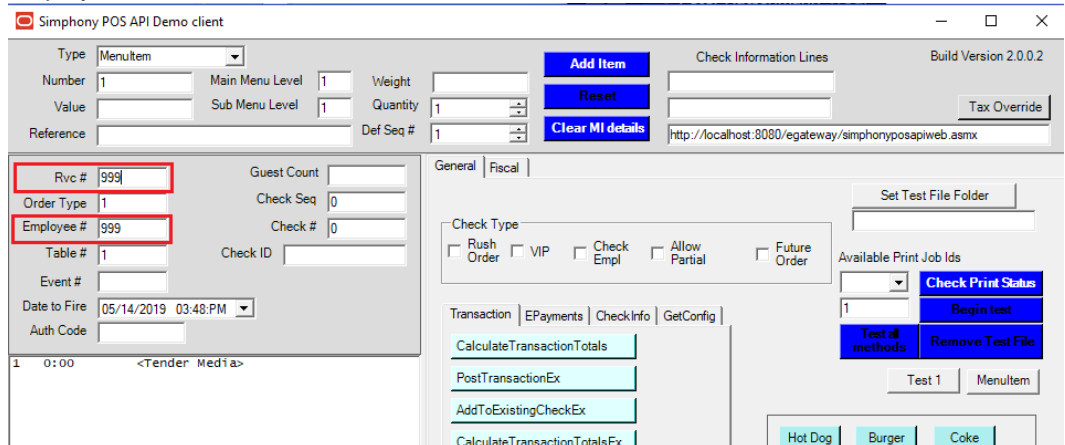 Simphony POS API Demo client
Type MenuItem Add Item Check Information Lines Build Version 2.0.0.2
Number 1 Main Menu Level 1 Weight
Value Sub Menu Level 1 Quantity 1 Reset Tax Override
Reference Def Seq # 1 Clear MI details http://localhost:8080/egateway/simphonyposapiweb.asmx
General Fiscal
Rvc # 999 Guest Count Set Test File Folder
Order Type 1 Check Seq 0
Employee # 999 Check # 0 Check Type
Rush Order VIP Check Empl Allow Partial Future Order
Table # 1 Check ID Available Print Job Ids
Event # Check Print Status
Date to Fire 05/14/2019 03:48:PM 1 Begin test
Transaction EPayments CheckInfo GetConfig
Auth Code Test all methods Remove Test File
CalculateTransactionTotals
1 0:00 <Tender Media>
PostTransactionEx Test 1 MenuItem
AddToExistingCheckEx
CalculateTransactionTotalsEx Hot Dog Burger Coke